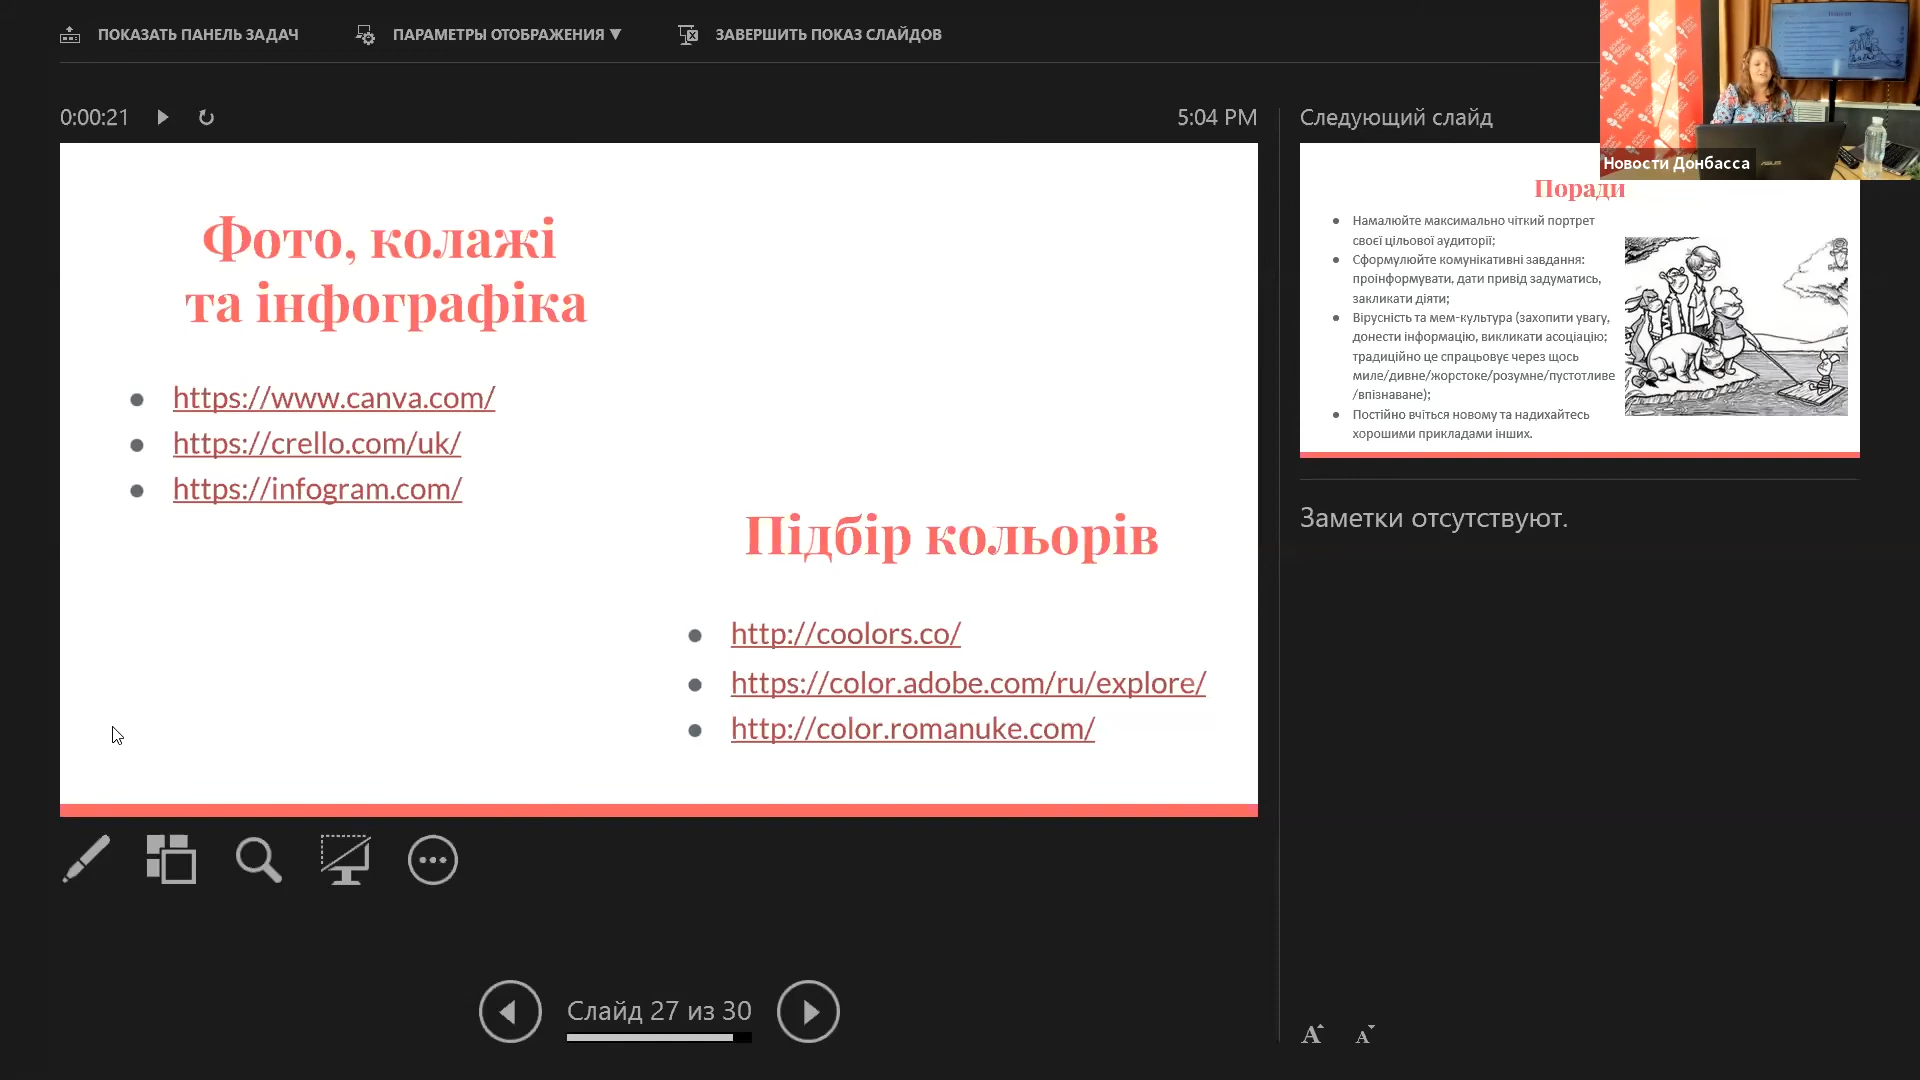 ПОКАЗАТЬ ПАНЕЛЬ ЗАДАЧ
ПАРАМЕТРЫ ОТОБРАЖЕНИЯ ▼
ЗАВЕРШИТЬ ПОКАЗ СЛАЙДОВ
0:00:21
5:04 PM
Фото, колажі
та інфографіка
https://www.canva.com/
https://crello.com/uk/
https://infogram.com/
Підбір кольорів
http://coolors.co/
https://color.adobe.com/ru/explore/
http://color.romanuke.com/
Слайд 27 из 30
Следующий слайд
Новости Донбасса
ASUS
Поради
Намалюйте максимально чіткий портрет
своєї цільової аудиторії;
Сформулюйте комунікативні завдання:
проінформувати, дати привід задуматись,
закликати діяти;
Вірусність та мем-культура (захопити увагу,
донести інформацію, викликати асоціацію;
традиційно це спрацьовує через щось
миле/дивне/жорстоке/розумне/пустотливе
/впізнаване);
Постійно вчіться новому та надихайтесь
хорошими прикладами інших.
Заметки отсутствуют.
A
A